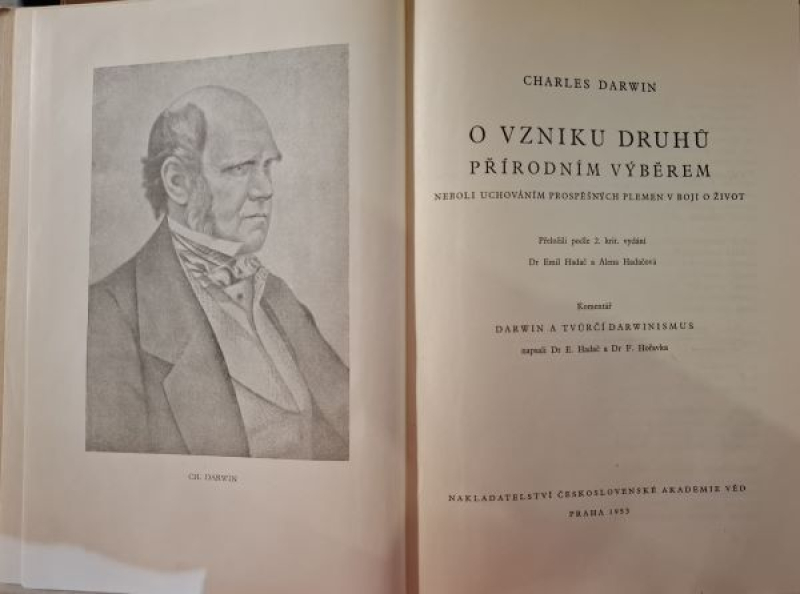 CH. DARWIN
CHARLES DARWIN
O VZNIKU DRUHŮ
PŘÍRODNÍM VÝBĚREM
NEBOLI UCHOVÁNÍM PROSPĚŠNÝCH PLEMEN V BOJI O ŽIVOT
Přeložili podle 2. krit. vydání
Dr Emil Hadač a Alena Hadačová
Komentář
DARWIN A TVŮRČÍ DARWINISMUS
napsali Dr E. Hadač a Dr F. Hořavka
NAKLADATELSTVÍ ČESKOSLOVENSKÉ AKADEMIE VĚD
PRAHA 1953